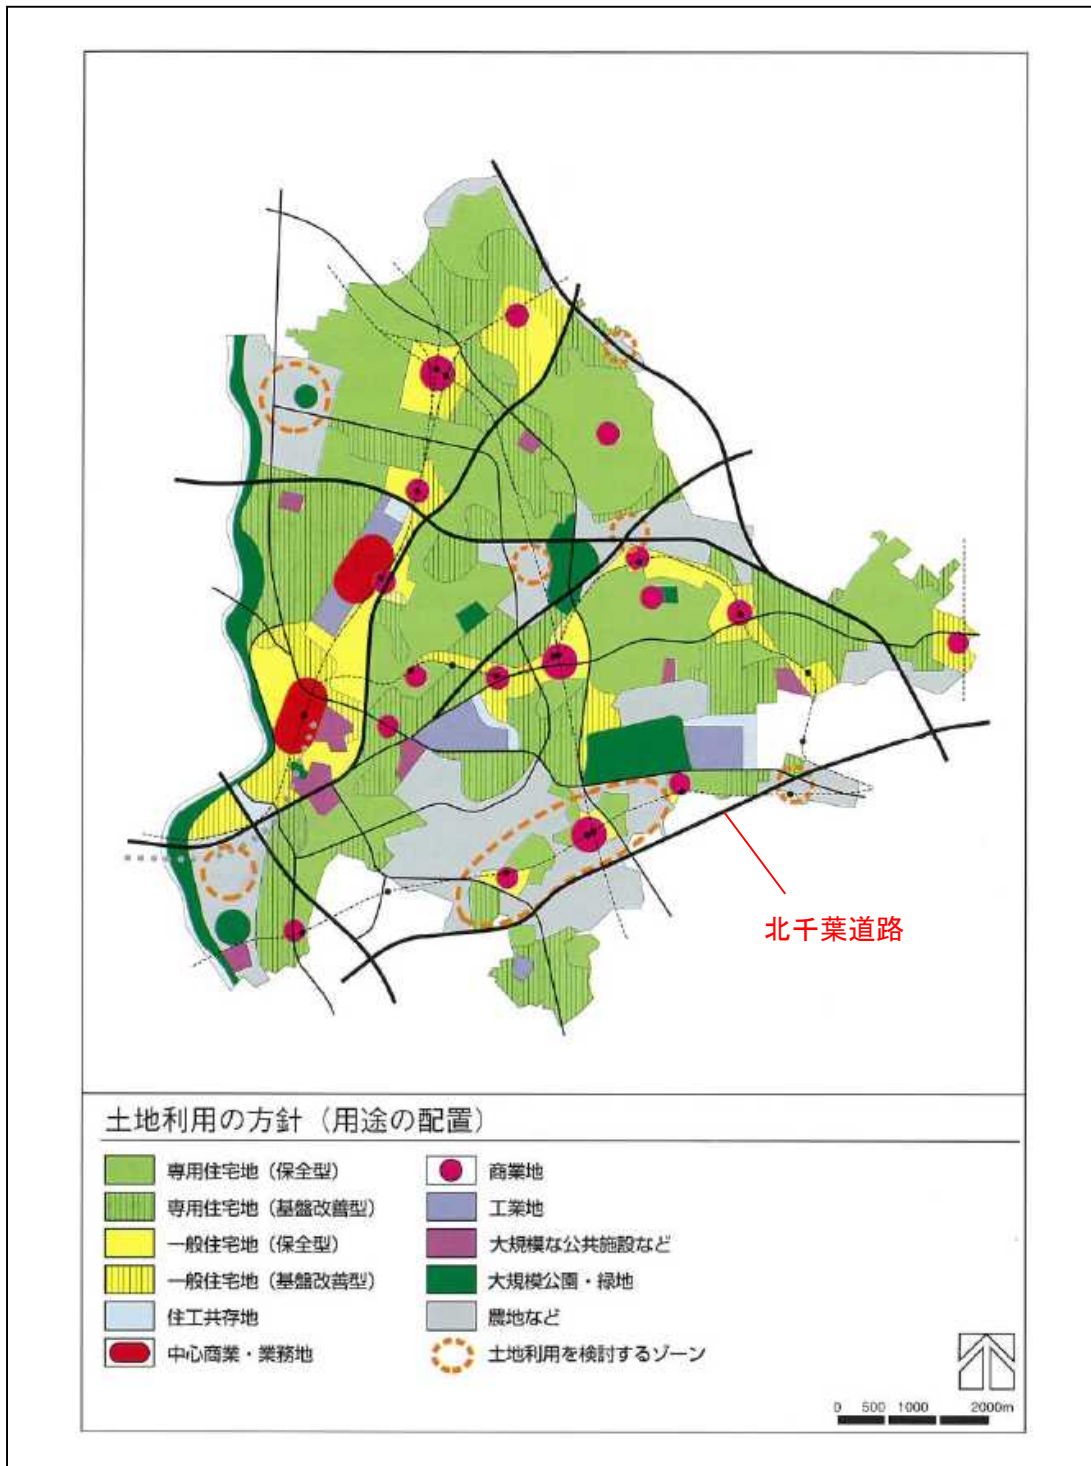 北千葉道路
土地利用の方針（用途の配置）
専用住宅地（保全型）
専用住宅地（基盤改善型）
一般住宅地（保全型）
一般住宅地（基盤改善型）
住工共存地
中心商業・業務地
商業地
工業地
大規模な公共施設など
大規模公園・緑地
農地など
土地利用を検討するゾーン
0 500 1000 2000m